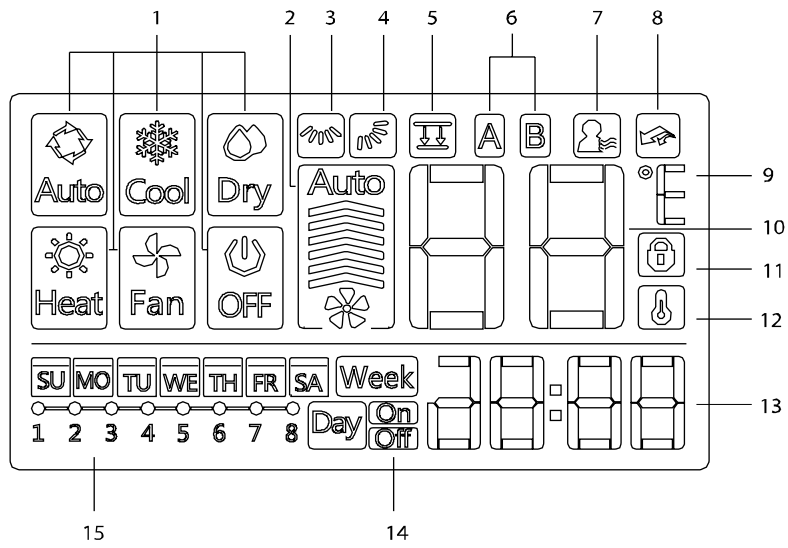 1 2 3 4 5 6 7 8
A B
Auto Cool Dry Auto
9
10
Heat Fan OFF
11
12
SU MO TU WE TH FR SA Week
1 2 3 4 5 6 7 8 Day On
Off
13
15 14